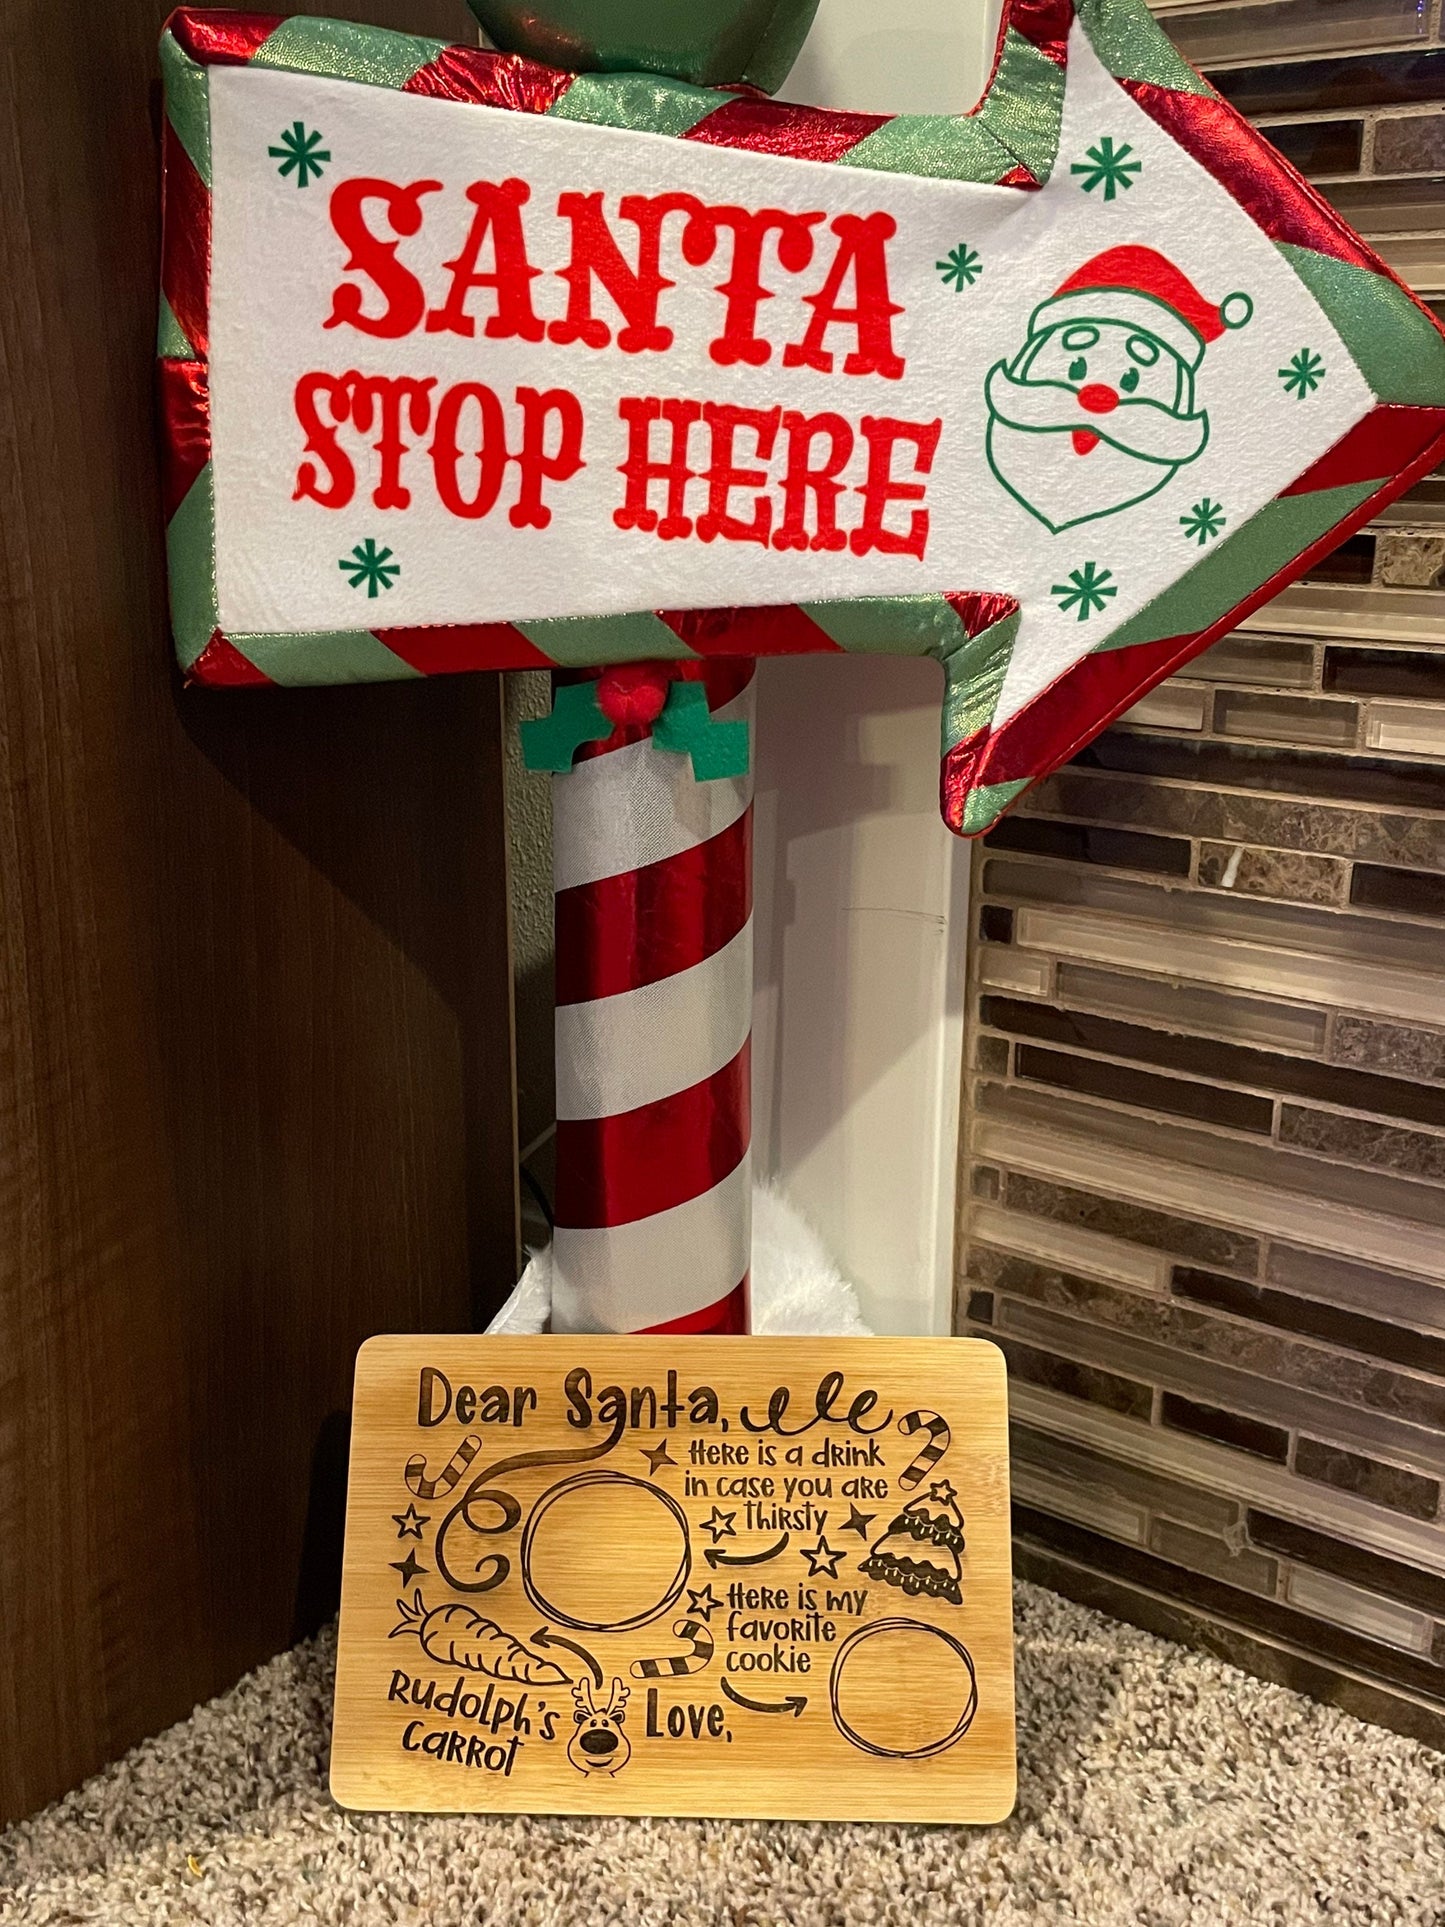 SANTA
STOP HERE
Dear Santa,
Here is a drink
in case you are
thirsty
Here is my
favorite
cookie
Rudolph's
carrot
Love,